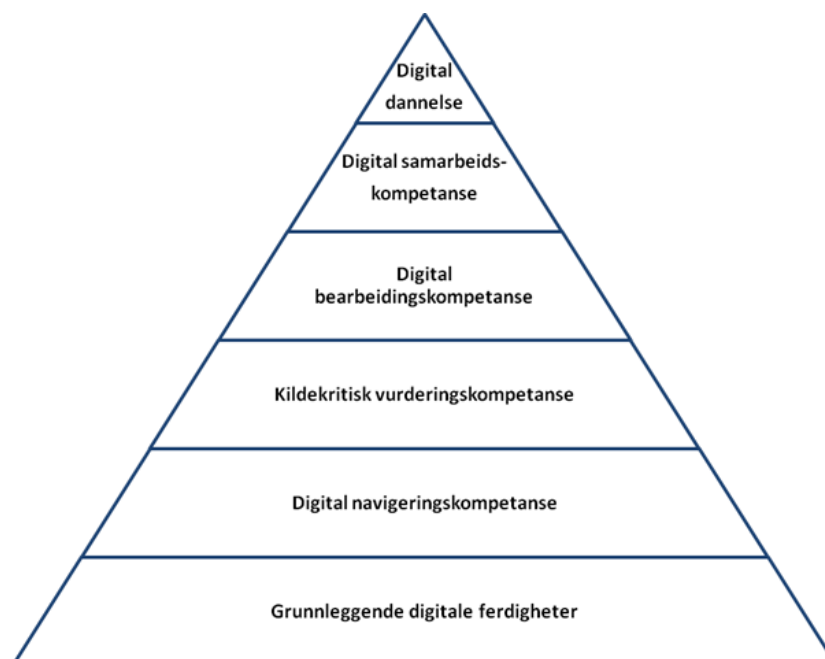 Digital
dannelse
Digital samarbeids-
kompetanse
Digital
bearbeidingskompetanse
Kildekritisk vurderingskompetanse
Digital navigeringskompetanse
Grunnleggende digitale ferdigheter